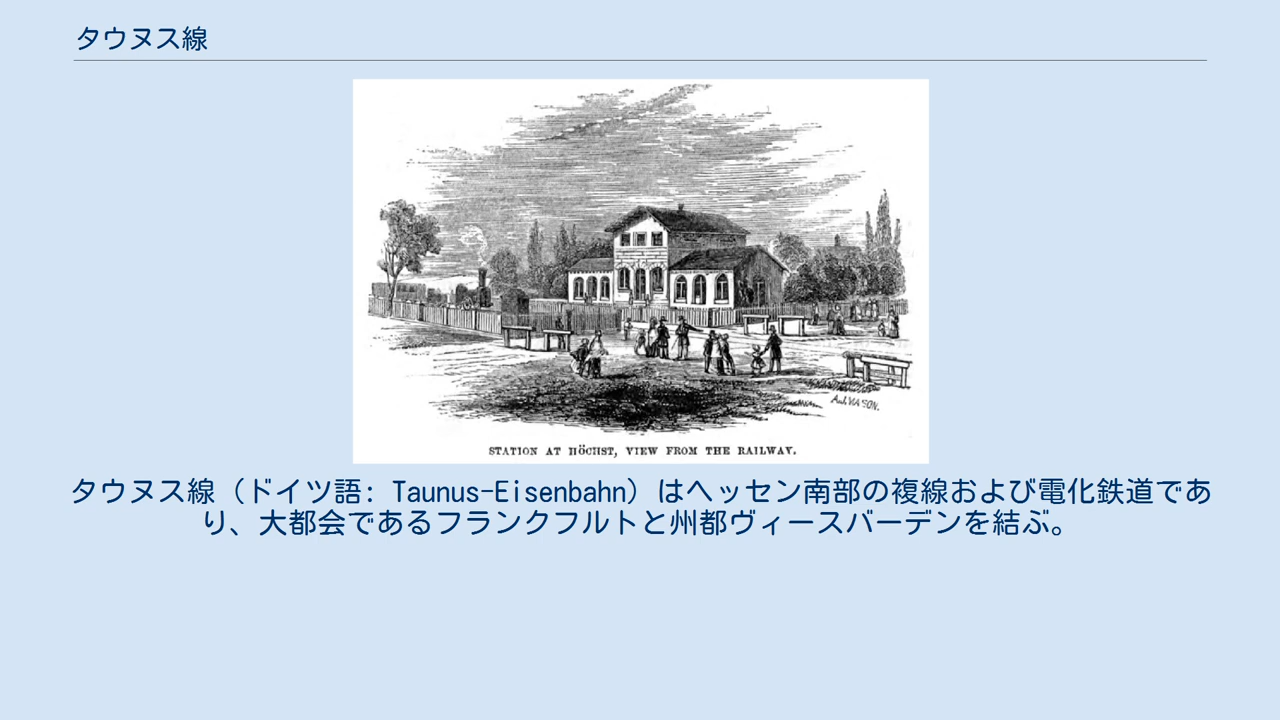 タウヌス線
And.MASON.
STATION AT HÖCHST, VIEW FROM THE RAILWAY.
タウヌス線（ドイツ語: Taunus-Eisenbahn）はヘッセン南部の複線および電化鉄道であ
り、大都会であるフランクフルトと州都ヴィースバーデンを結ぶ。